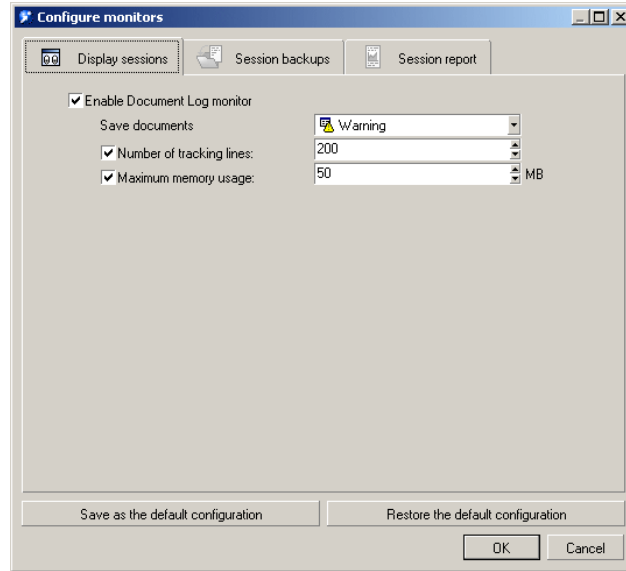 Configure monitors
Display sessions Session backups Session report
Enable Document Log monitor
Save documents Warning
Number of tracking lines: 200
Maximum memory usage: 50 MB
Save as the default configuration Restore the default configuration
OK Cancel